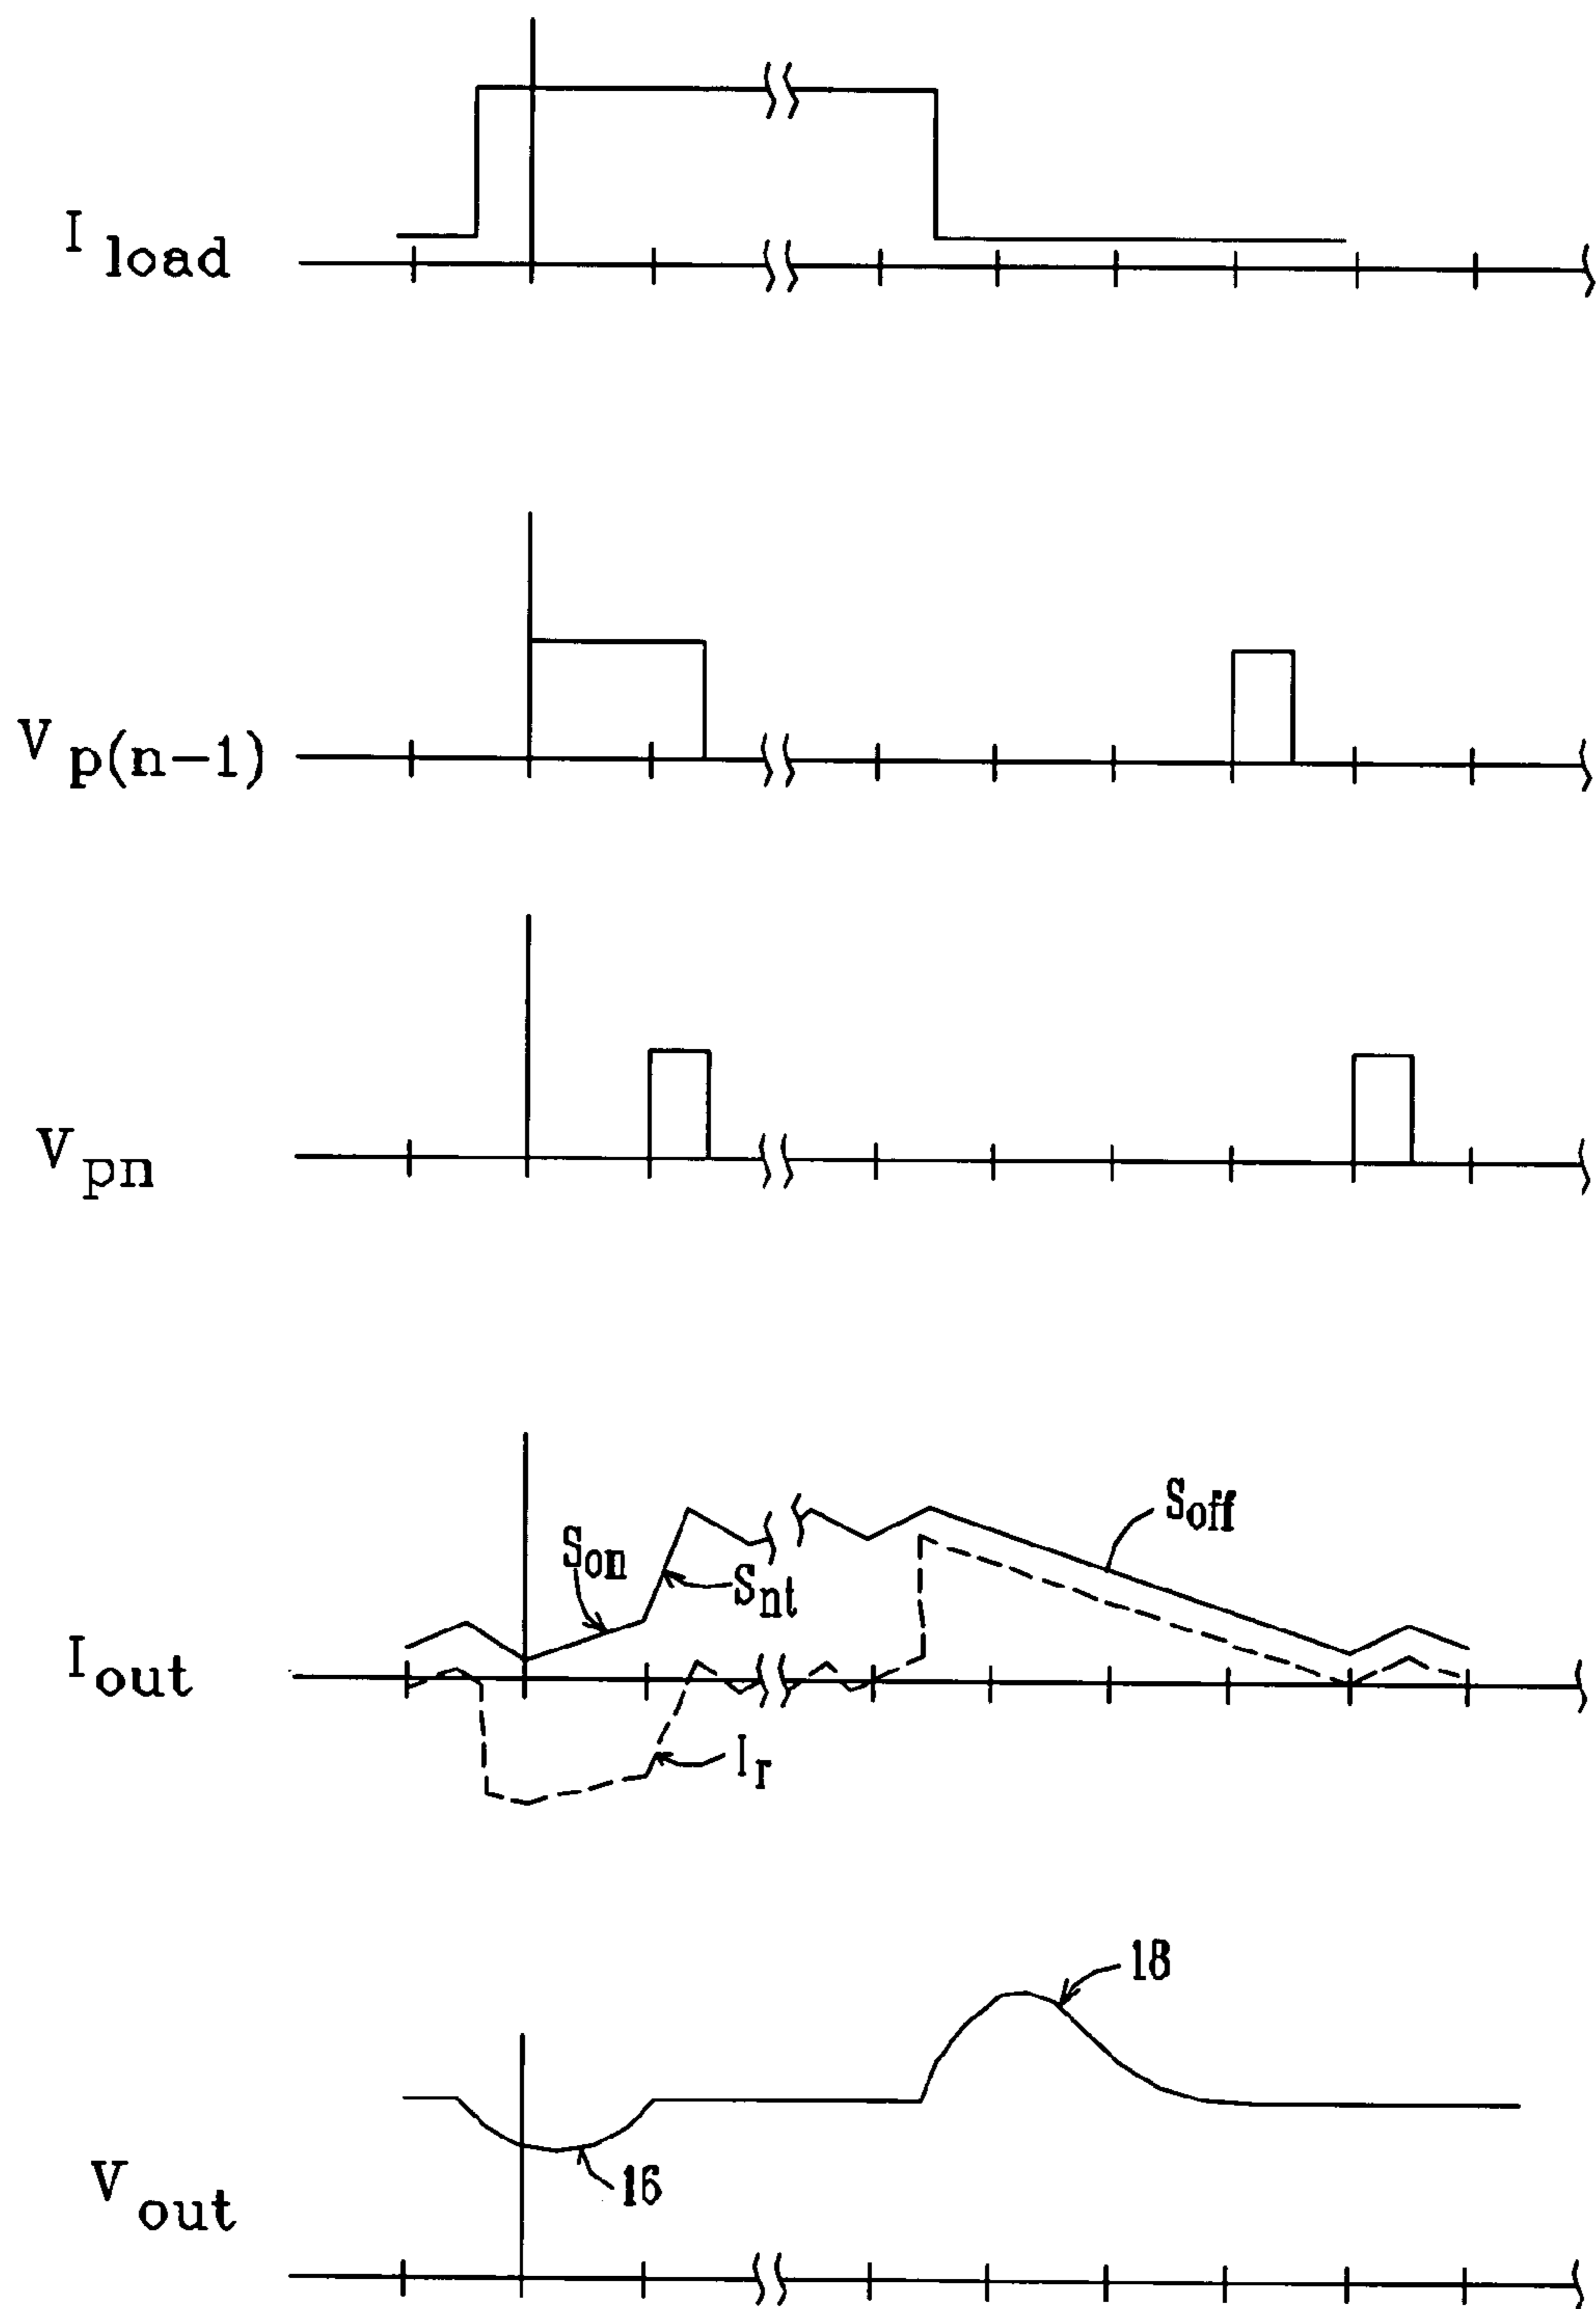 I load
V p(n-1)
V pn
S on
S nt
S off
I out
I r
18
16
V out